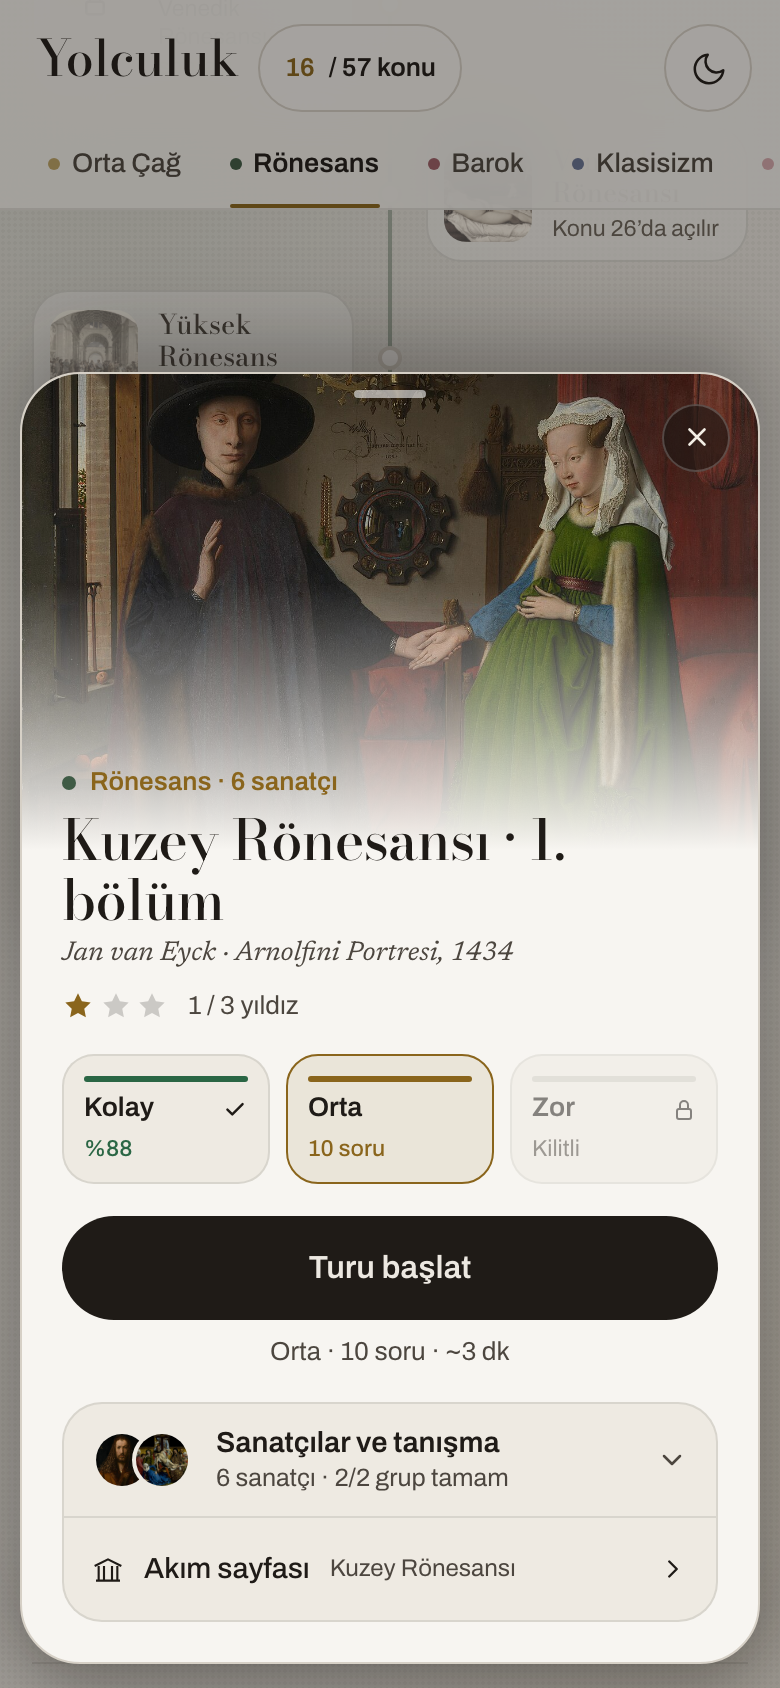 Venedik
Yolculuk
16 / 57 konu
Orta Çağ
Rönesans
Barok
Klasisizm
Rönesansı
Konu 26’da açılır
Yüksek
Rönesans
Rönesans · 6 sanatçı
Kuzey Rönesansı · 1.
bölüm
Jan van Eyck · Arnolfini Portresi, 1434
1 / 3 yıldız
Kolay
%88
Orta
10 soru
Zor
Kilitli
Turu başlat
Orta · 10 soru · ~3 dk
Sanatçılar ve tanışma
6 sanatçı · 2/2 grup tamam
Akım sayfası Kuzey Rönesansı